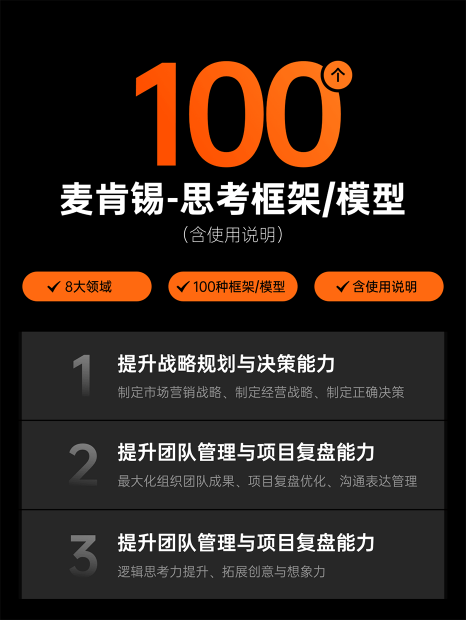 100个
麦肯锡-思考框架/模型
（含使用说明）
8大领域
100种框架/模型
含使用说明
1
提升战略规划与决策能力
制定市场营销战略、制定经营战略、制定正确决策
2
提升团队管理与项目复盘能力
最大化组织团队成果、项目复盘优化、沟通表达管理
3
提升团队管理与项目复盘能力
逻辑思考力提升、拓展创意与想象力